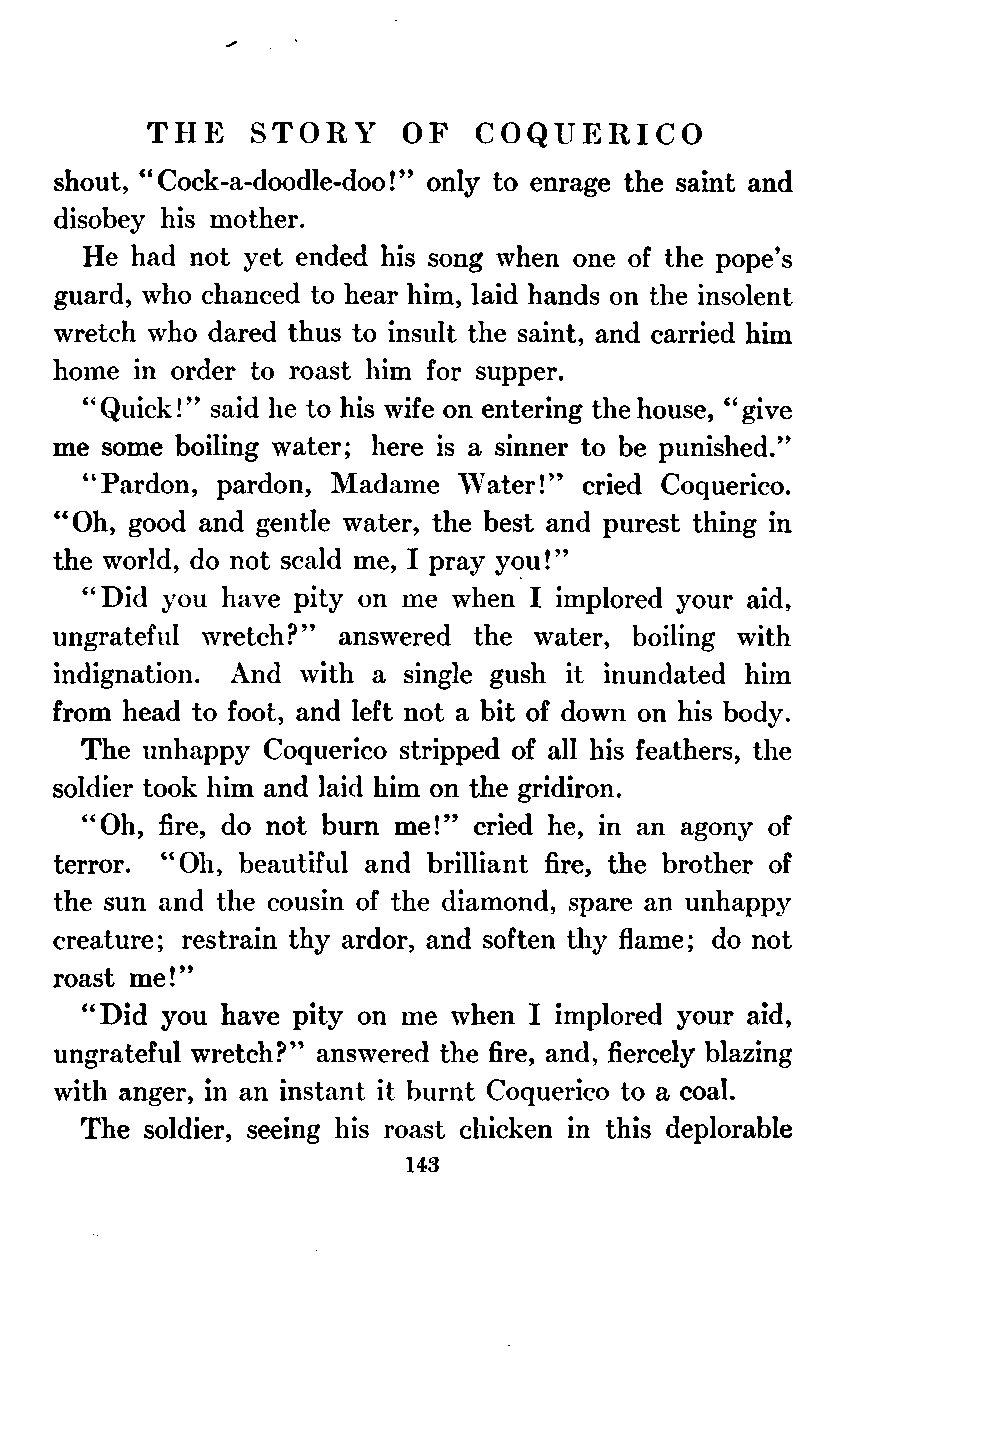 THE STORY OF COQUERICO
shout, “Cock-a-doodle-doo!” only to enrage the saint and
disobey his mother.
He had not yet ended his song when one of the pope's
guard, who chanced to hear him, laid hands on the insolent
wretch who dared thus to insult the saint, and carried him
home in order to roast him for supper.
“Quick!” said he to his wife on entering the house, “give
me some boiling water; here is a sinner to be punished.”
“Pardon, pardon, Madame Water!” cried Coquerico.
“Oh, good and gentle water, the best and purest thing in
the world, do not scald me, I pray you!”
“Did you have pity on me when I implored your aid,
ungrateful wretch?” answered the water, boiling with
indignation. And with a single gush it inundated him
from head to foot, and left not a bit of down on his body.
The unhappy Coquerico stripped of all his feathers, the
soldier took him and laid him on the gridiron.
“Oh, fire, do not burn me!” cried he, in an agony of
terror. “Oh, beautiful and brilliant fire, the brother of
the sun and the cousin of the diamond, spare an unhappy
creature; restrain thy ardor, and soften thy flame; do not
roast me!”
“Did you have pity on me when I implored your aid,
ungrateful wretch?” answered the fire, and, fiercely blazing
with anger, in an instant it burnt Coquerico to a coal.
The soldier, seeing his roast chicken in this deplorable
143